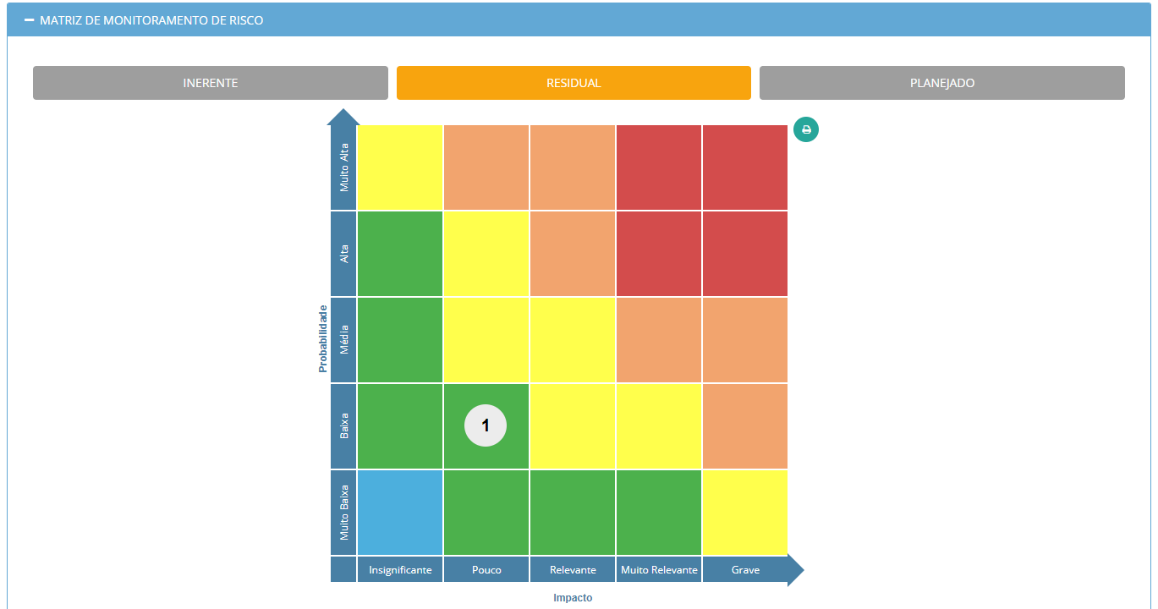 MATRIZ DE MONITORAMENTO DE RISCO
INERENTE
RESIDUAL
PLANEJADO
Probabilidade
Muito Alta
Alta
Média
Baixa
1
Muito Baixa
Insignificante
Pouco
Relevante
Muito Relevante
Grave
Impacto